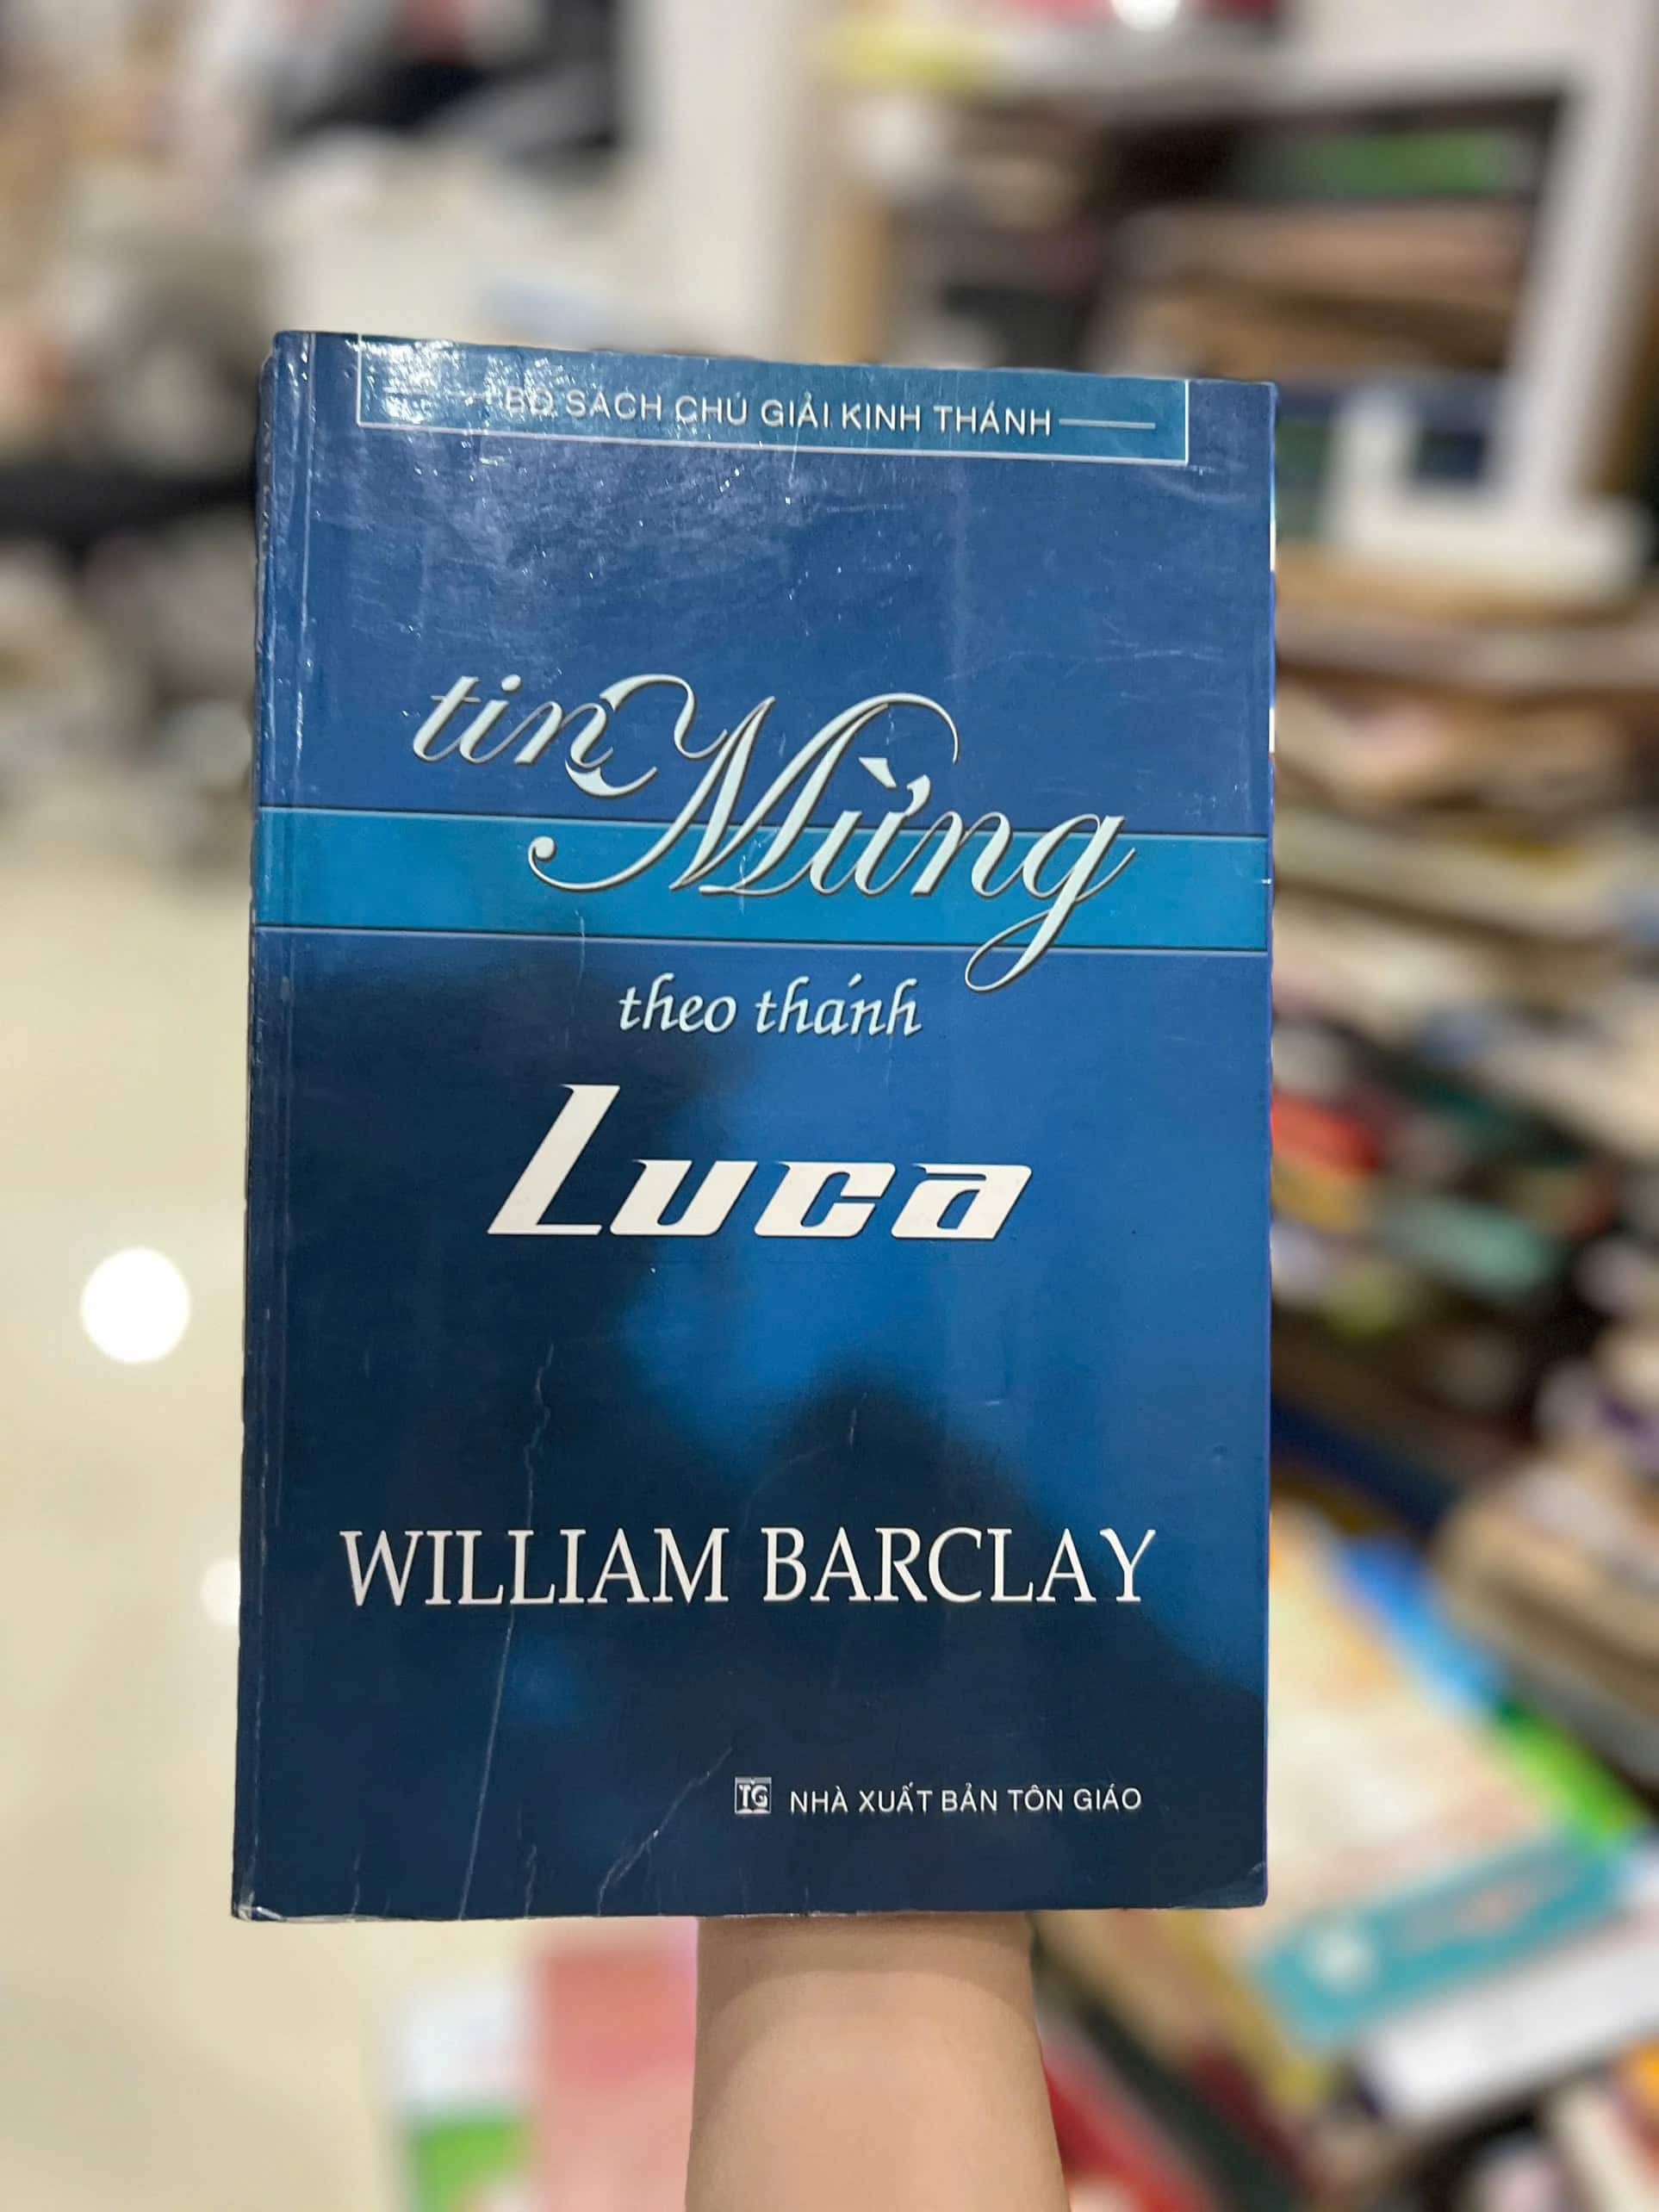 BỘ SÁCH CHÚ GIẢI KINH THÁNH
tin Mừng
theo thánh
Luca
WILLIAM BARCLAY
TG NHÀ XUẤT BẢN TÔN GIÁO